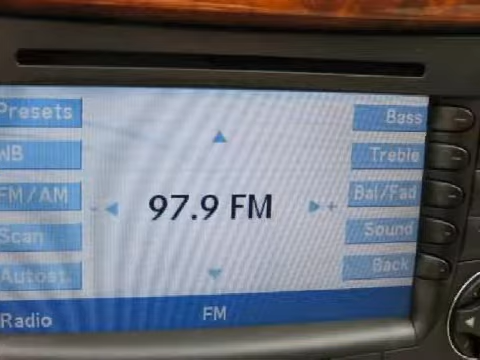 Presets
WB
FM/AM
Scan
Autost.
- 97.9 FM +
Bass
Treble
Bal/Fad
Sound
Back
Radio
FM